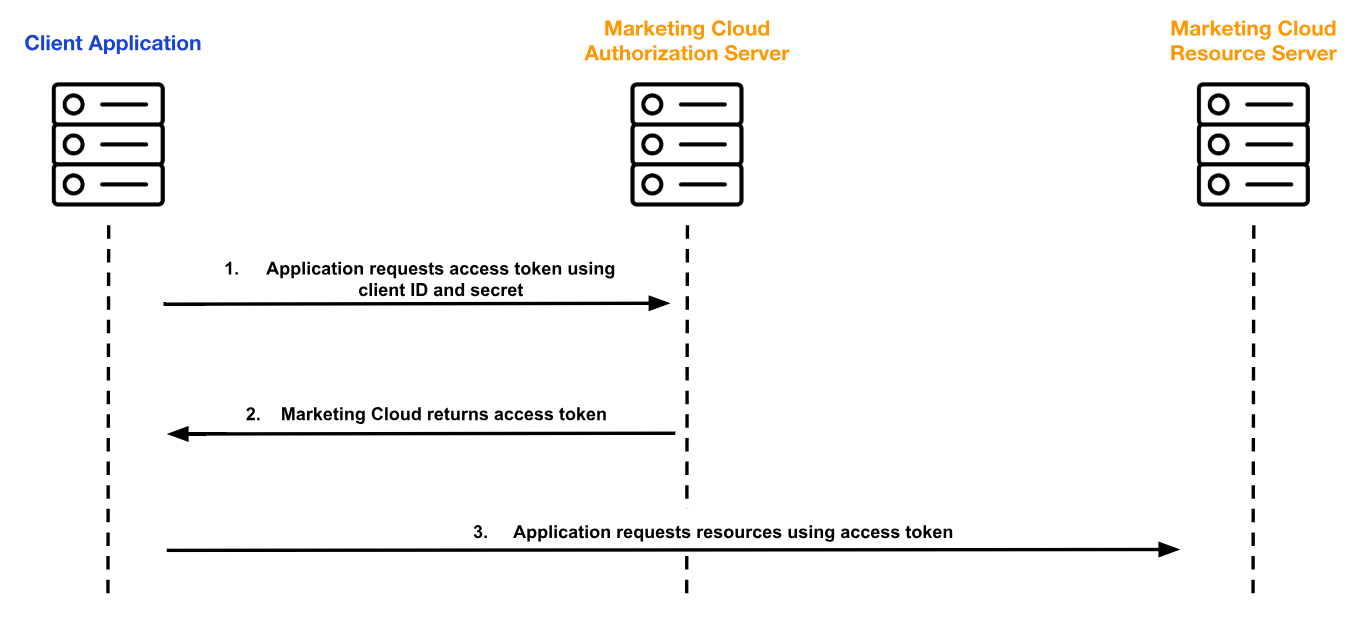 Client Application
Marketing Cloud
Authorization Server
Marketing Cloud
Resource Server
1. Application requests access token using
client ID and secret
2. Marketing Cloud returns access token
3. Application requests resources using access token